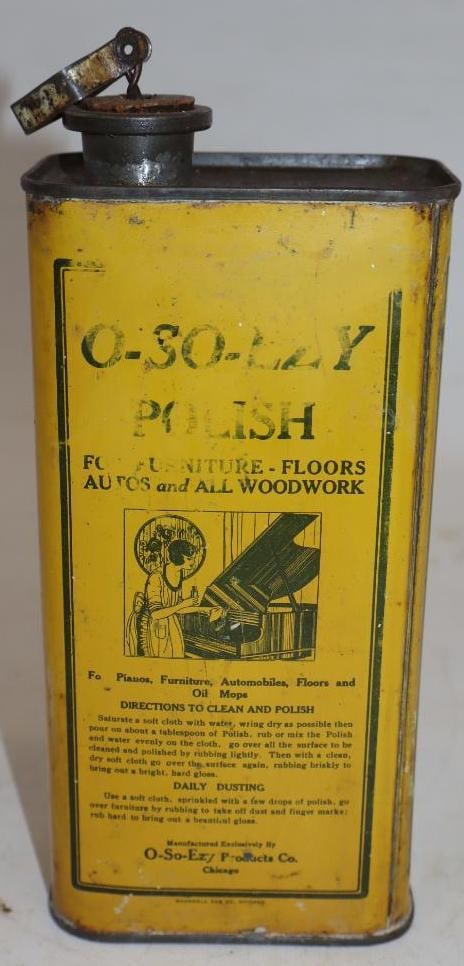 O-SO-EZY
POLISH
FOR FURNITURE - FLOORS
AUTOS and ALL WOODWORK
Fo Pianos, Furniture, Automobiles, Floors and
Oil Mops
DIRECTIONS TO CLEAN AND POLISH
Saturate a soft cloth with water, wring dry as possible then
pour on about a tablespoon of Polish, rub or mix the Polish
and water evenly on the cloth, go over all the surface to be
cleaned and polished by rubbing lightly. Then with a clean,
dry soft cloth go over the surface again, rubbing briskly to
bring out a bright, hard gloss.
DAILY DUSTING
Use a soft cloth, sprinkled with a few drops of polish, go
over furniture by rubbing to take off dust and finger marks;
rub hard to bring out a beautiful gloss.
Manufactured Exclusively By
O-So-Ezy Products Co.
Chicago